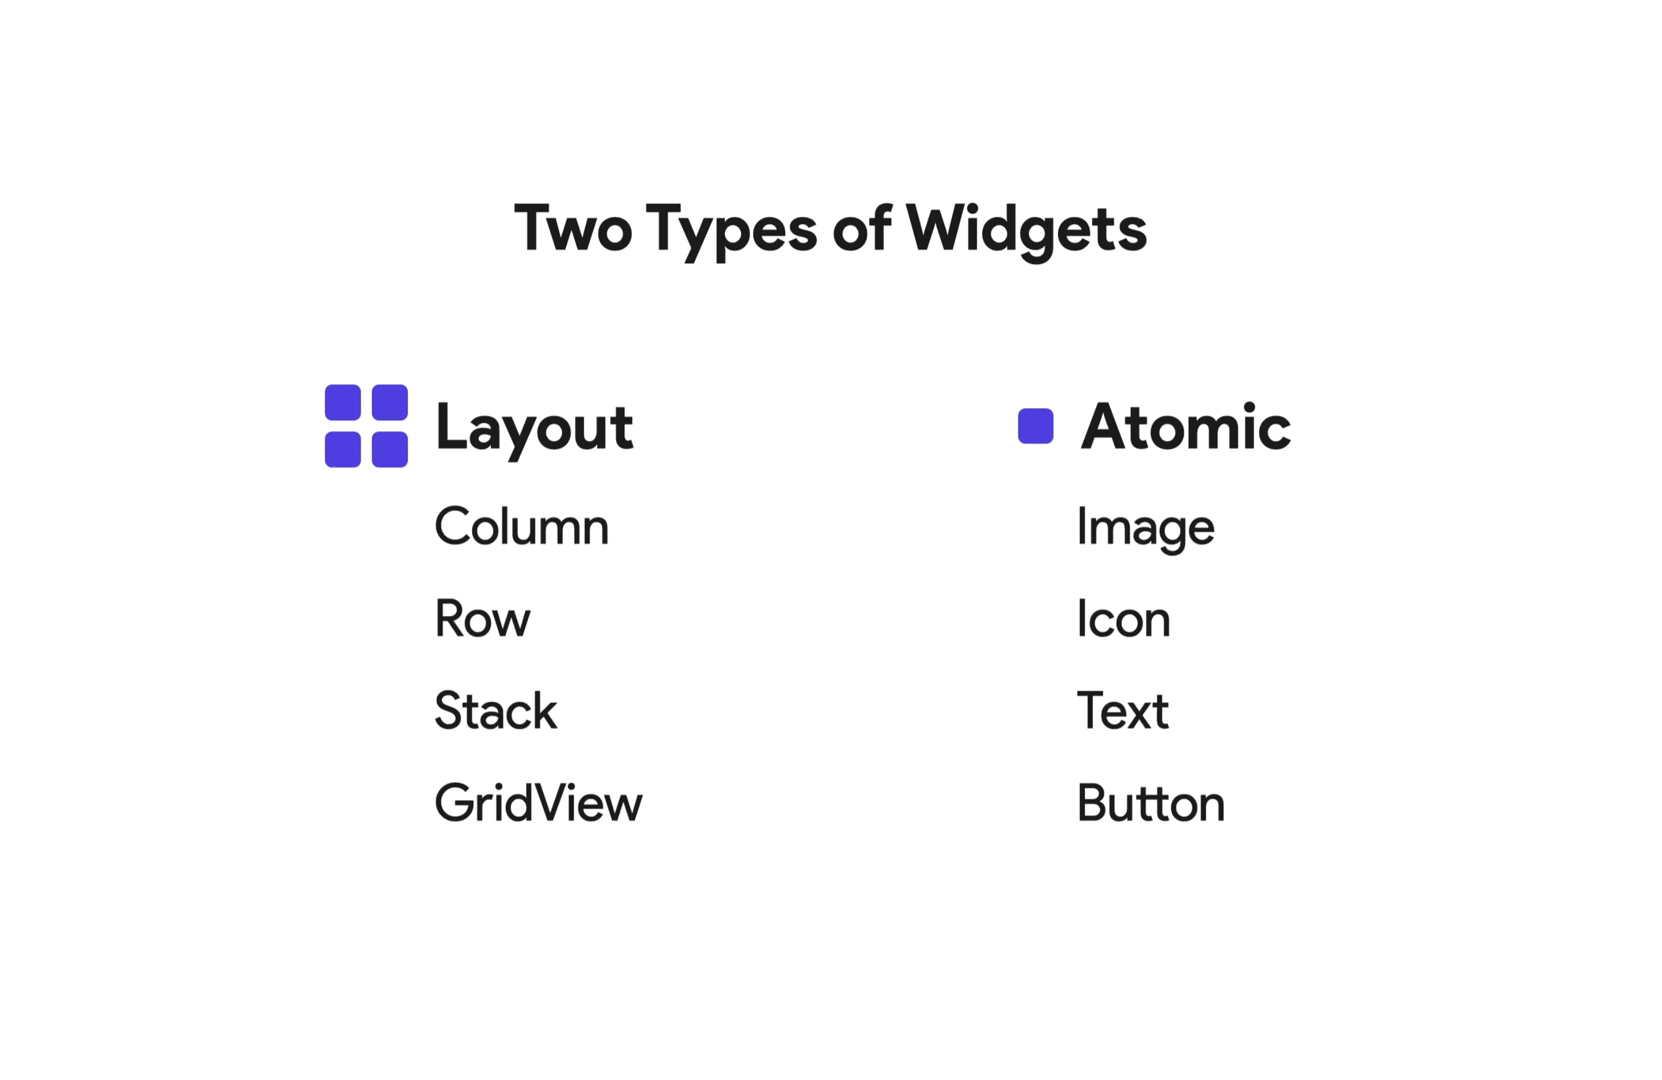 Two Types of Widgets
Layout
Column
Row
Stack
GridView
Atomic
Image
Icon
Text
Button